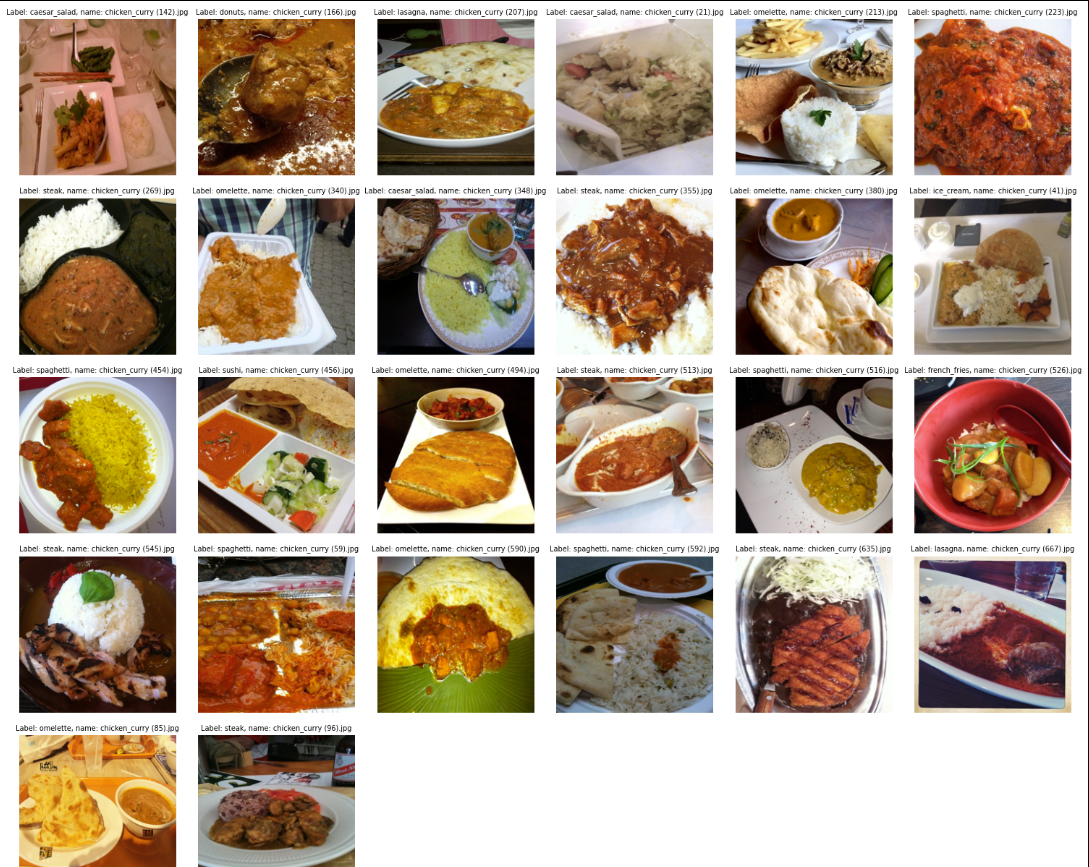 Label: caesar_salad, name: chicken_curry (142).jpg
Label: donuts, name: chicken_curry (166).jpg
Label: lasagna, name: chicken_curry (207).jpg
Label: caesar_salad, name: chicken_curry (21).jpg
Label: omelette, name: chicken_curry (213).jpg
Label: spaghetti, name: chicken_curry (223).jpg
Label: steak, name: chicken_curry (269).jpg
Label: omelette, name: chicken_curry (340).jpg
Label: caesar_salad, name: chicken_curry (348).jpg
Label: steak, name: chicken_curry (355).jpg
Label: omelette, name: chicken_curry (380).jpg
Label: ice_cream, name: chicken_curry (41).jpg
Label: spaghetti, name: chicken_curry (454).jpg
Label: sushi, name: chicken_curry (456).jpg
Label: omelette, name: chicken_curry (494).jpg
Label: steak, name: chicken_curry (513).jpg
Label: spaghetti, name: chicken_curry (516).jpg
Label: french_fries, name: chicken_curry (526).jpg
Label: steak, name: chicken_curry (545).jpg
Label: spaghetti, name: chicken_curry (59).jpg
Label: omelette, name: chicken_curry (590).jpg
Label: spaghetti, name: chicken_curry (592).jpg
Label: steak, name: chicken_curry (635).jpg
Label: lasagna, name: chicken_curry (667).jpg
Label: omelette, name: chicken_curry (85).jpg
Label: steak, name: chicken_curry (96).jpg